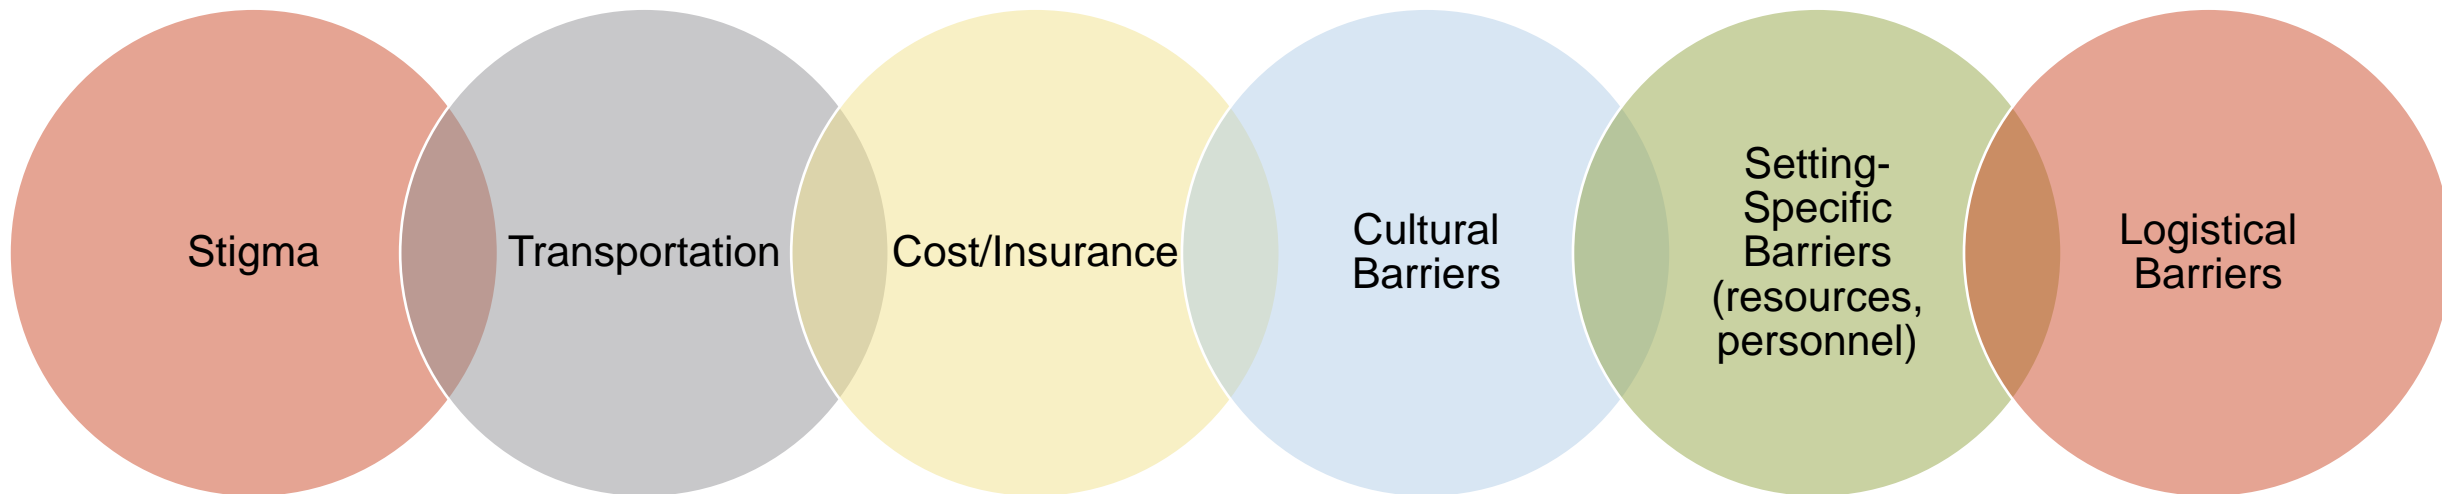 Stigma
Transportation
Cost/Insurance
Cultural
Barriers
Setting-
Specific
Barriers
(resources,
personnel)
Logistical
Barriers